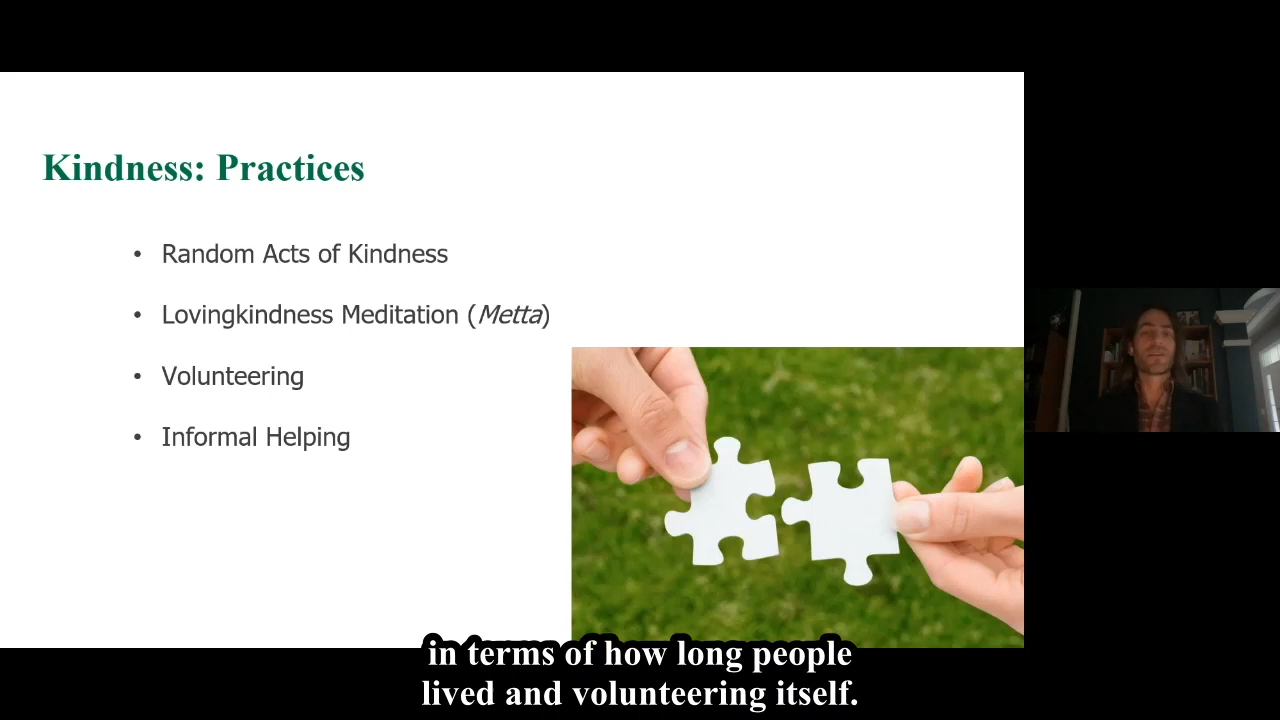 Kindness: Practices
• Random Acts of Kindness
• Lovingkindness Meditation (Metta)
• Volunteering
• Informal Helping
in terms of how long people
lived and volunteering itself.